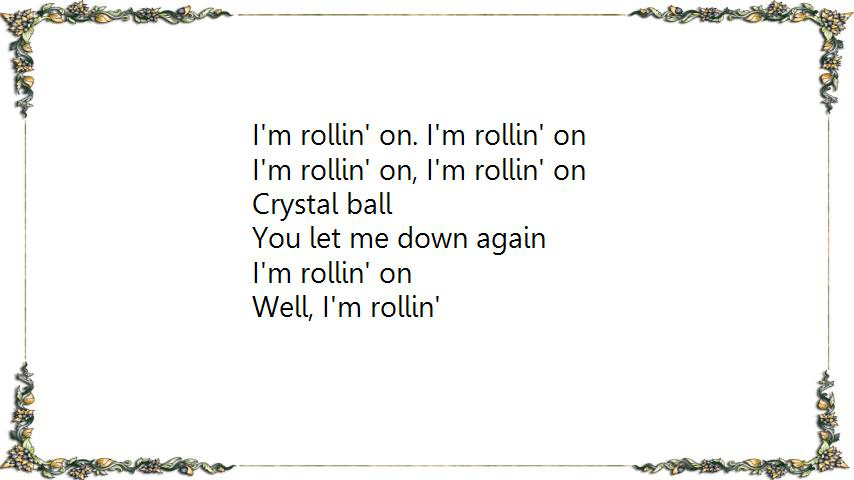 I'm rollin' on. I'm rollin' on
I'm rollin' on, I'm rollin' on
Crystal ball
You let me down again
I'm rollin' on
Well, I'm rollin'